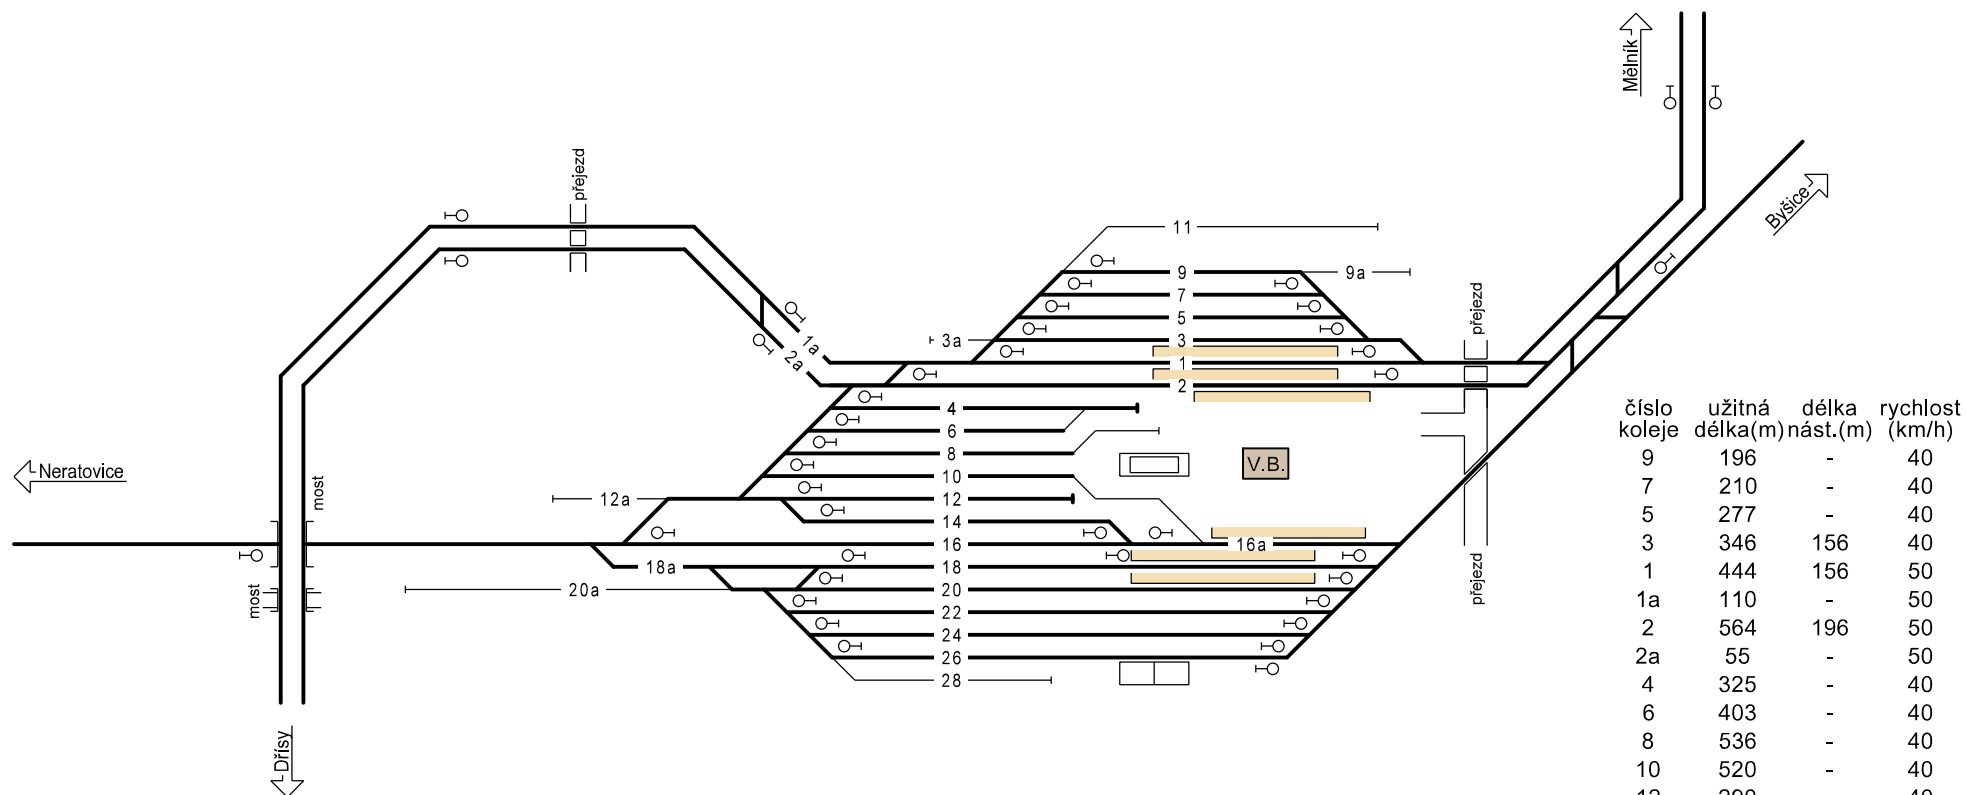 Mělník
Byšice
přejezd
11
9
9a
7
5
3a
3
1a
1
2a
2
přejezd
4
6
8
10
V.B.
Neratovice
most
12a
12
14
16
16a
18a
18
20a
20
most
přejezd
22
24
26
28
Dřísy
číslo užitná délka rychlost
koleje délka(m) nást.(m) (km/h)
9 196 - 40
7 210 - 40
5 277 - 40
3 346 156 40
1 444 156 50
1a 110 - 50
2 564 196 50
2a 55 - 50
4 325 - 40
6 403 - 40
8 536 - 40
10 520 - 40